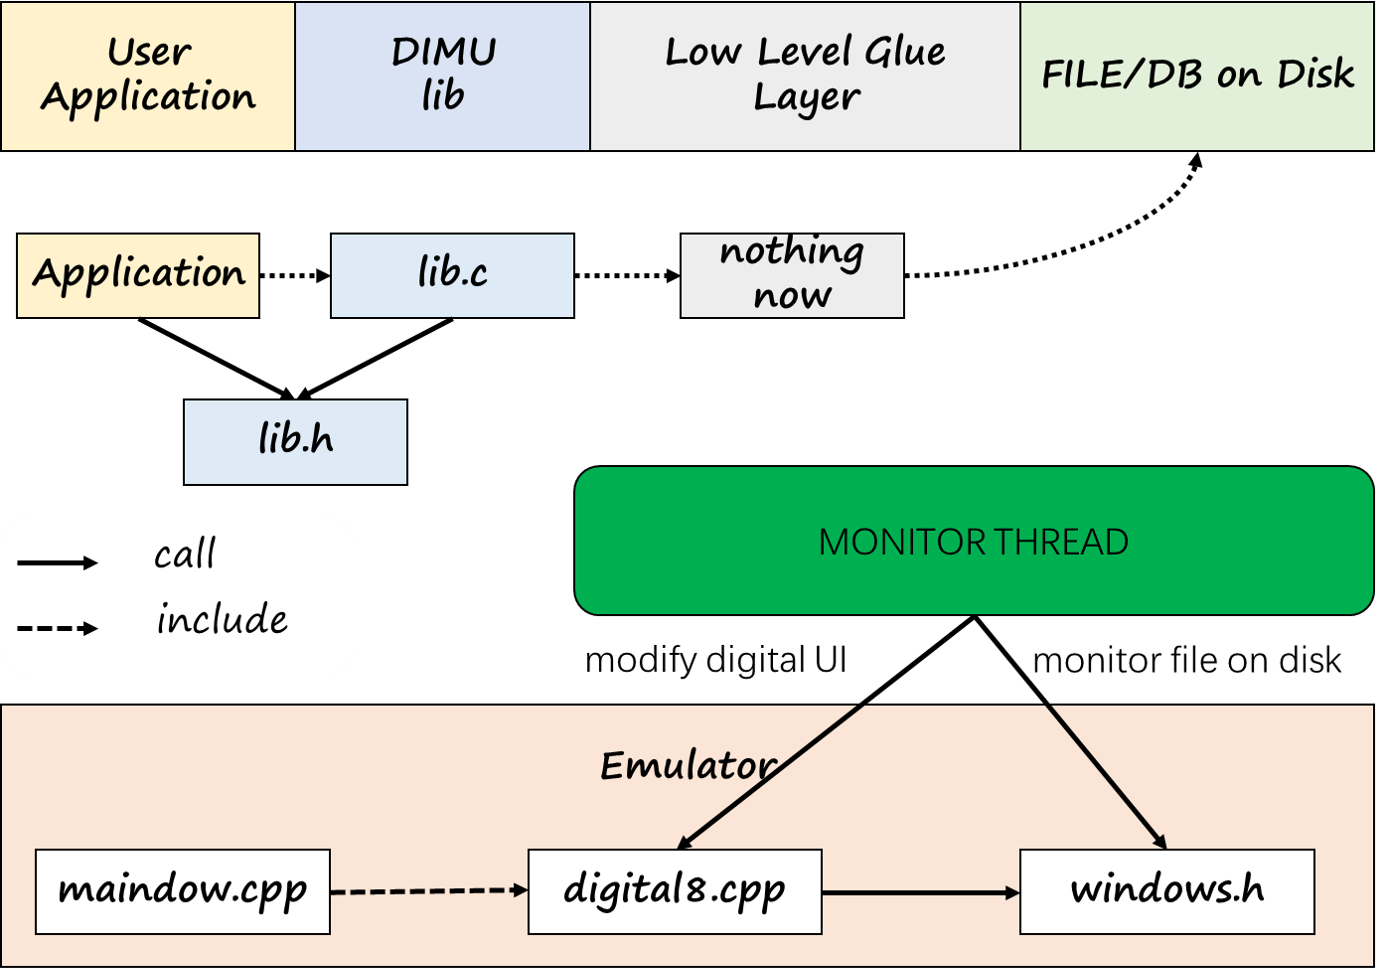 User
Application
DIMU
lib
Low Level Glue
Layer
FILE/DB on Disk
Application
lib.c
nothing
now
lib.h
call
include
MONITOR THREAD
modify digital UI
monitor file on disk
Emulator
maindow.cpp
digital8.cpp
windows.h